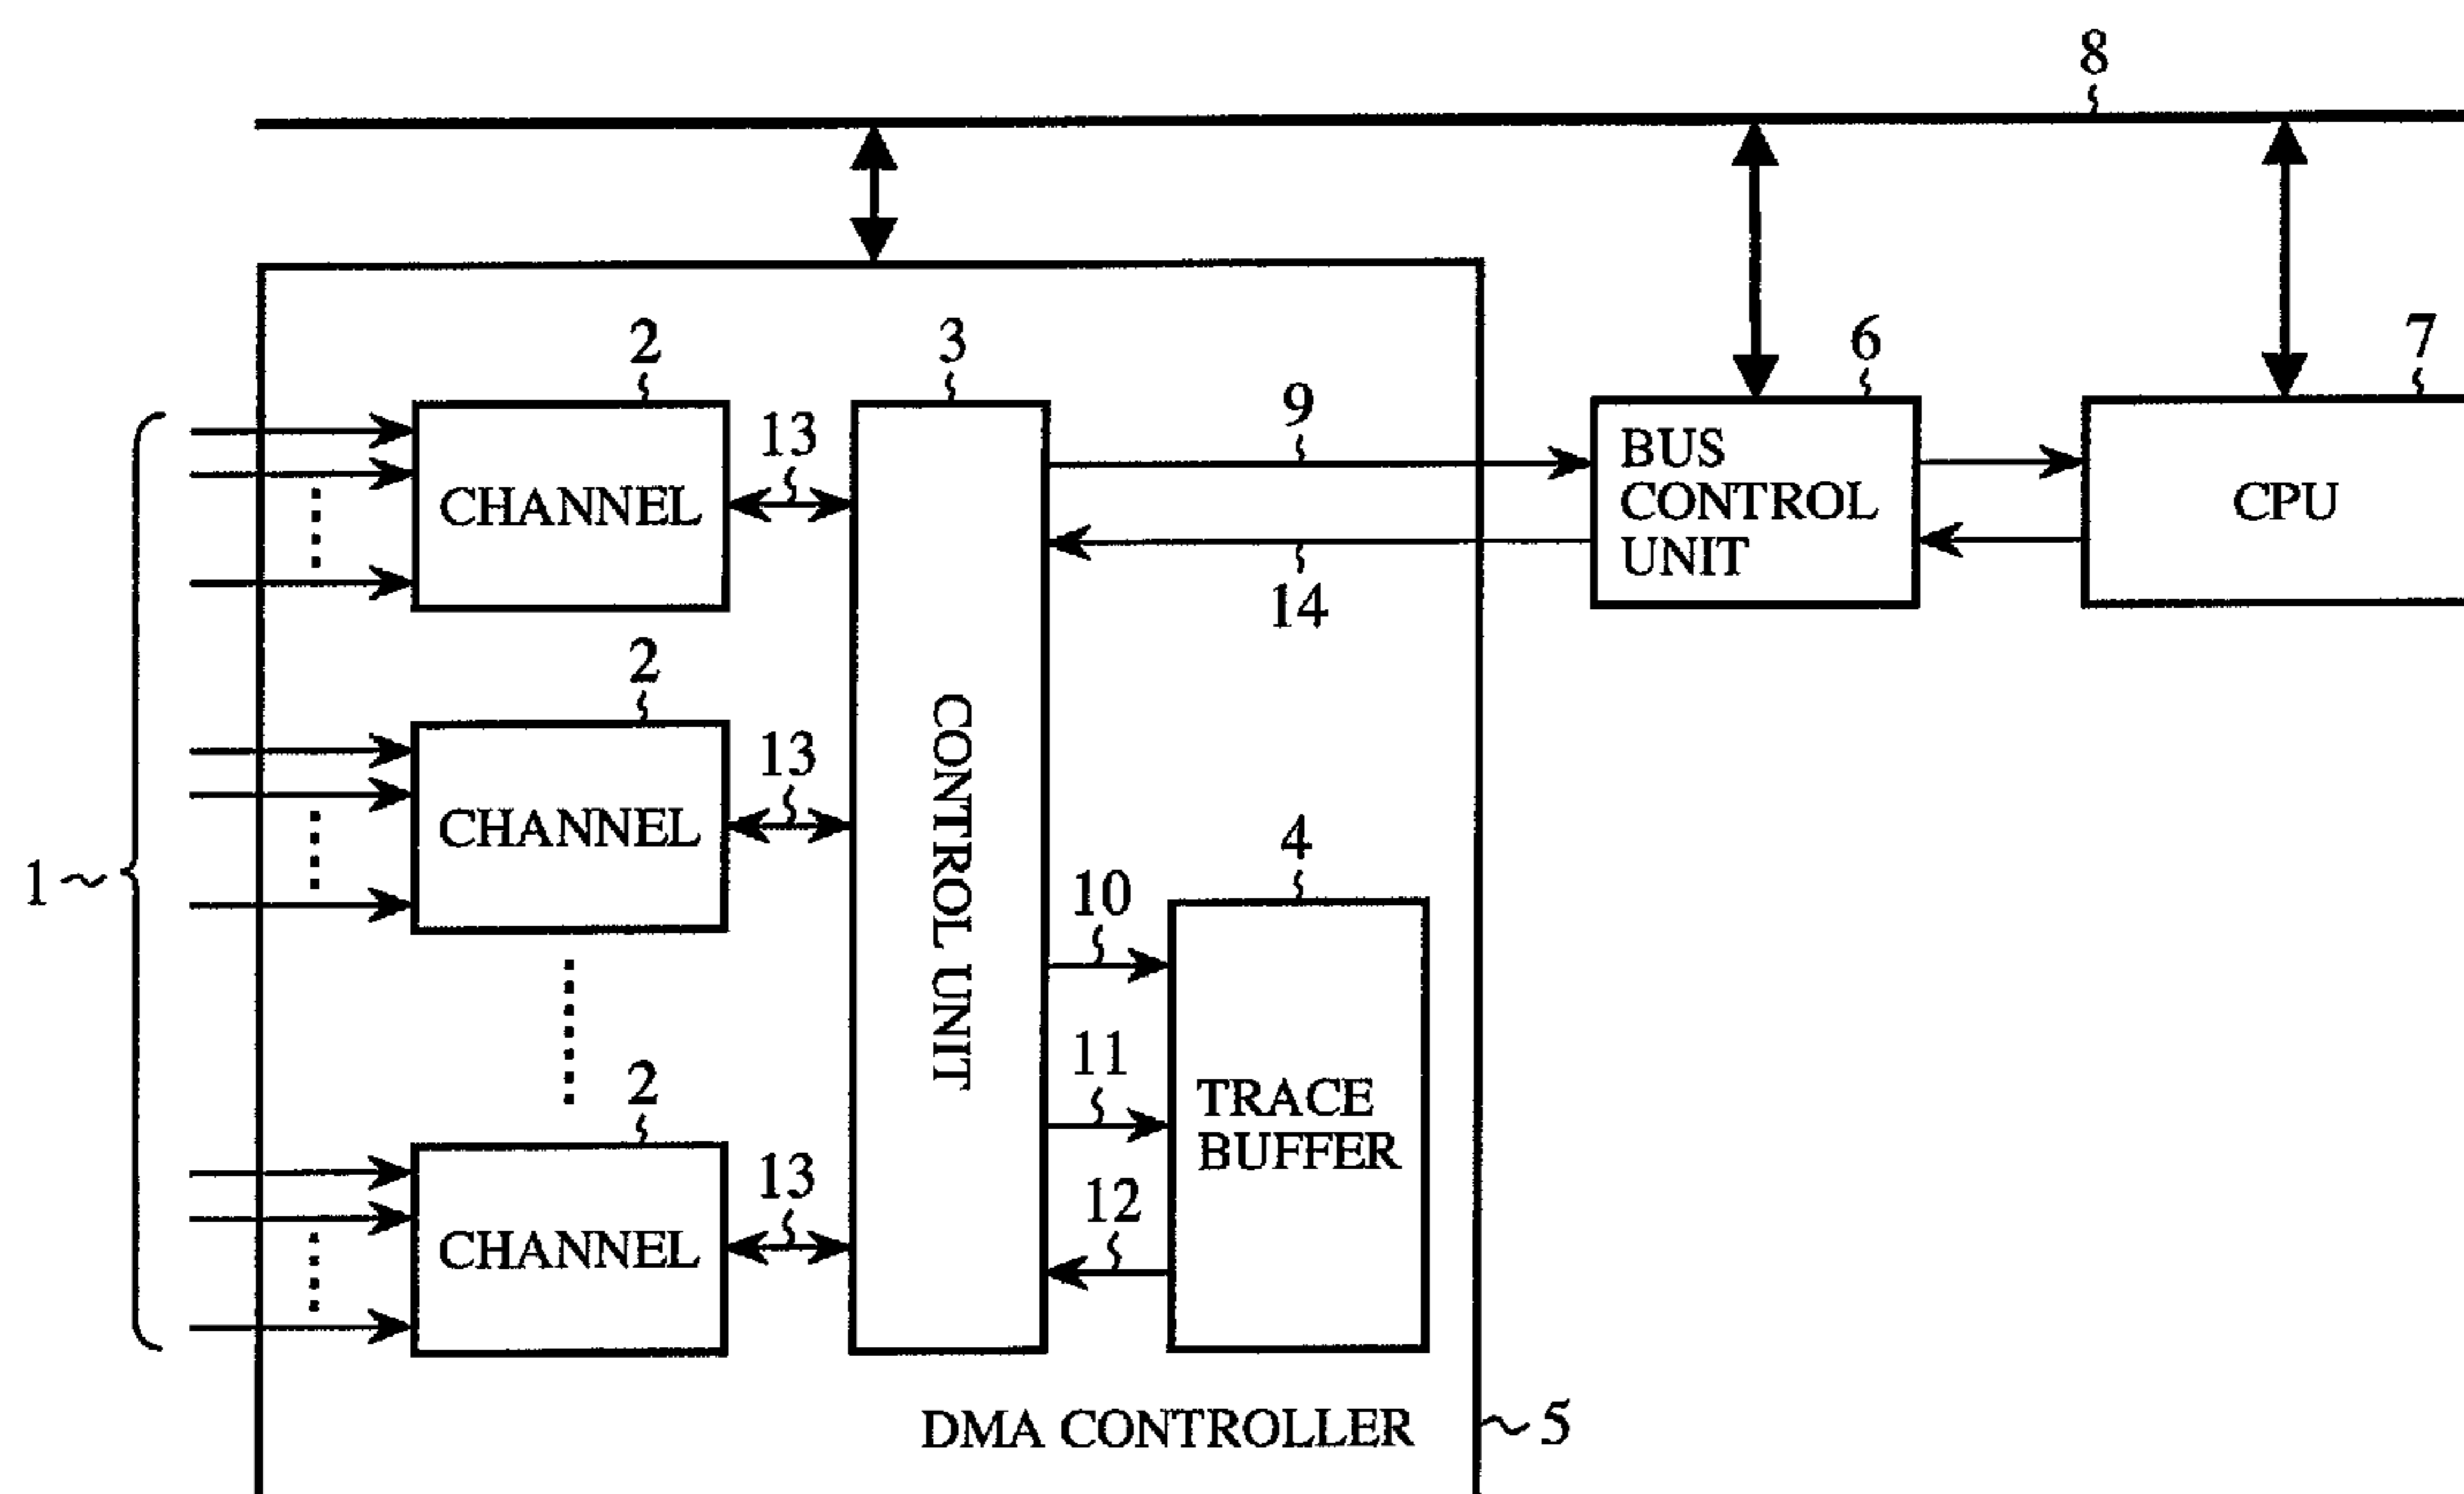 8
2
3
6
7
9
13
BUS
CONTROL
UNIT
CHANNEL
CPU
14
2
13
CHANNEL
CONTROL UNIT
4
1
10
11
2
TRACE
BUFFER
13
12
CHANNEL
DMA CONTROLLER
5